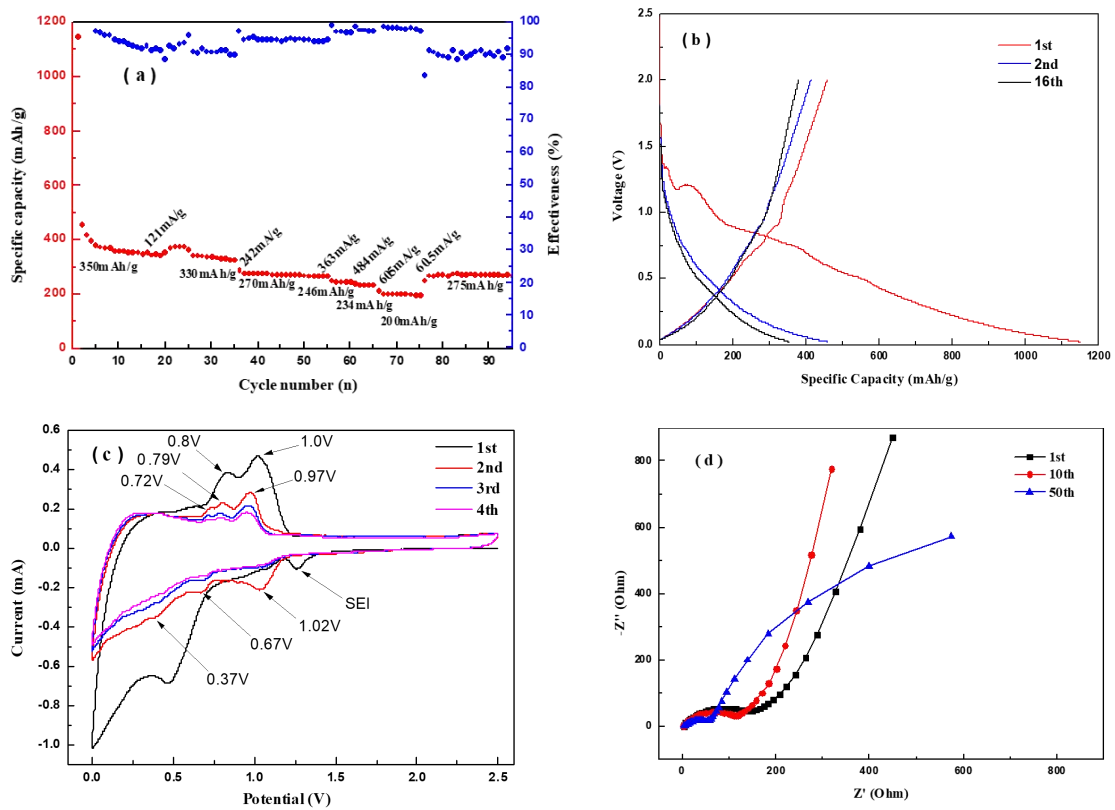 1200
1000
800
600
400
200
0
Specific capacity (mAh/g)
( a )
121mA/g
350mAh/g
330mAh/g
242mA/g
270mAh/g
363mA/g
246mAh/g
484mA/g
234mAh/g
605mA/g
200mAh/g
60.5mA/g
275mAh/g
100
90
80
70
60
50
40
30
20
10
0
Effectiveness (%)
0 10 20 30 40 50 60 70 80 90
Cycle number (n)
( b )
1st
2nd
16th
2.5
2.0
1.5
1.0
0.5
0.0
Voltage (V)
0 200 400 600 800 1000 1200
Specific Capacity (mAh/g)
( c )
0.8V
1.0V
0.79V
0.72V
0.97V
1st
2nd
3rd
4th
SEI
1.02V
0.67V
0.37V
0.6
0.4
0.2
0.0
-0.2
-0.4
-0.6
-0.8
-1.0
Current (mA)
0.0 0.5 1.0 1.5 2.0 2.5
Potential (V)
( d )
1st
10th
50th
-800
-600
400
200
0
-Z'' (Ohm)
0 200 400 600 800
Z' (Ohm)